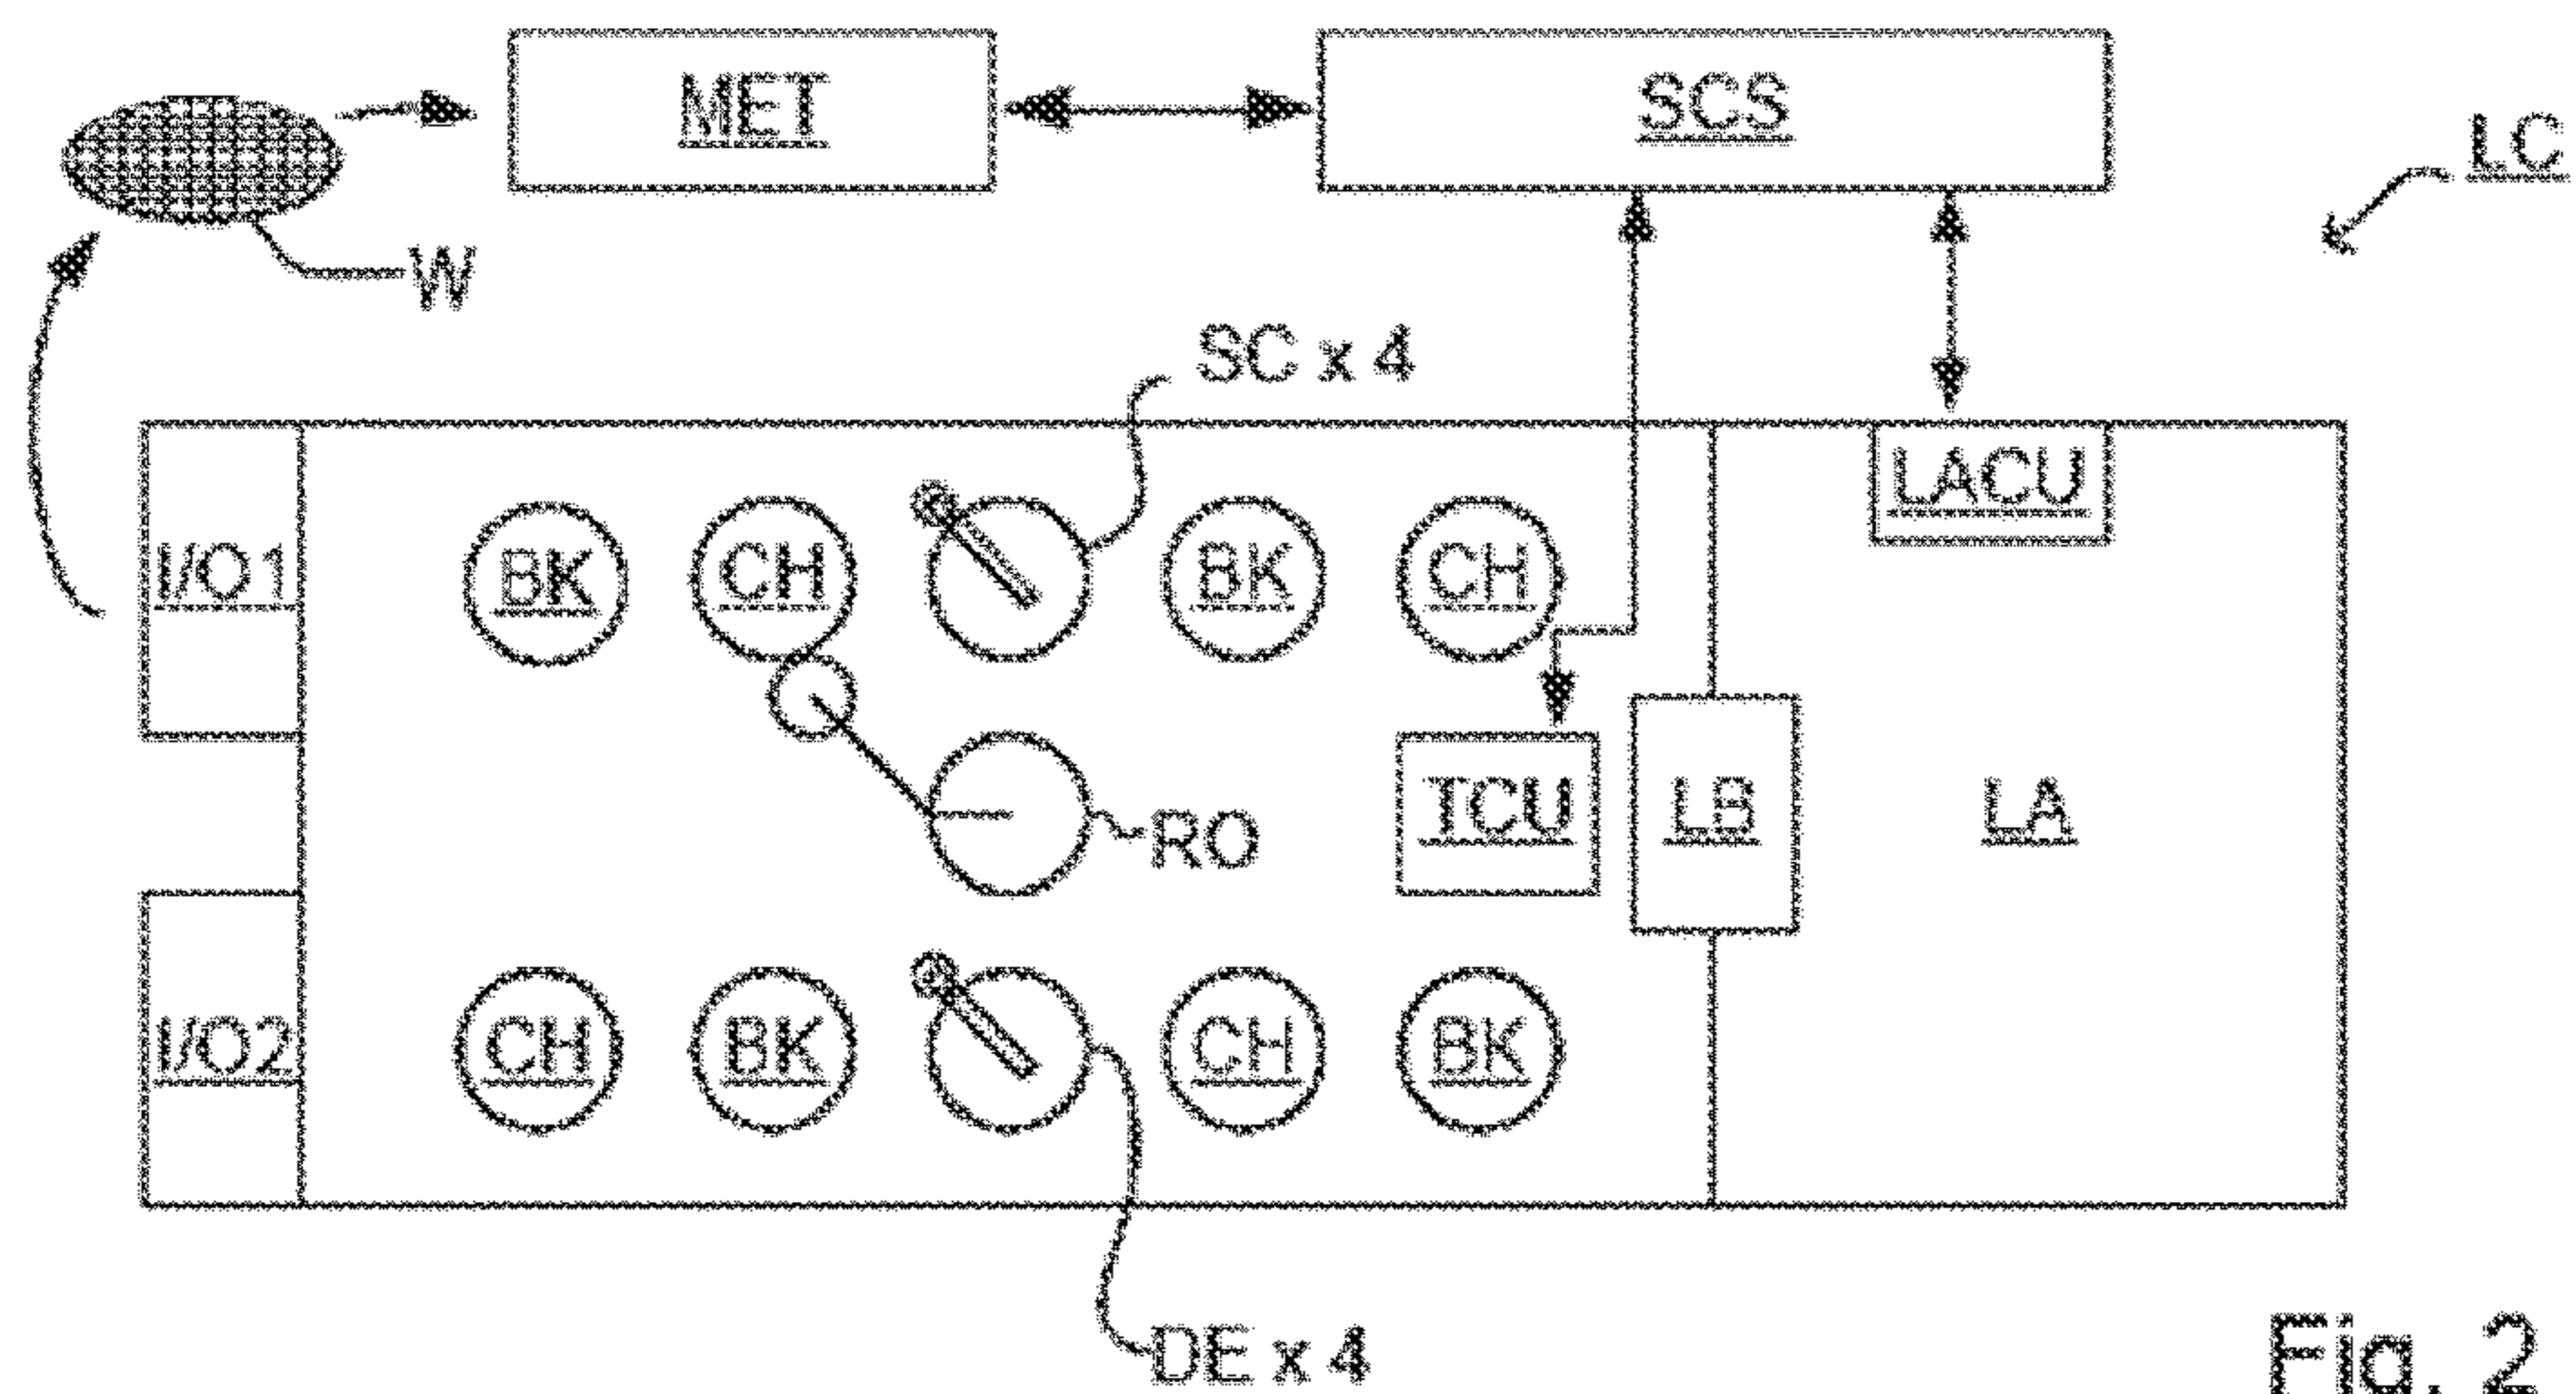 MET
SCS
LC
W
SC x 4
LACU
I/O1
BK
CH
BK
CH
RO
TCU
LB
LA
I/O2
CH
BK
CH
BK
DE x 4
Fig. 2